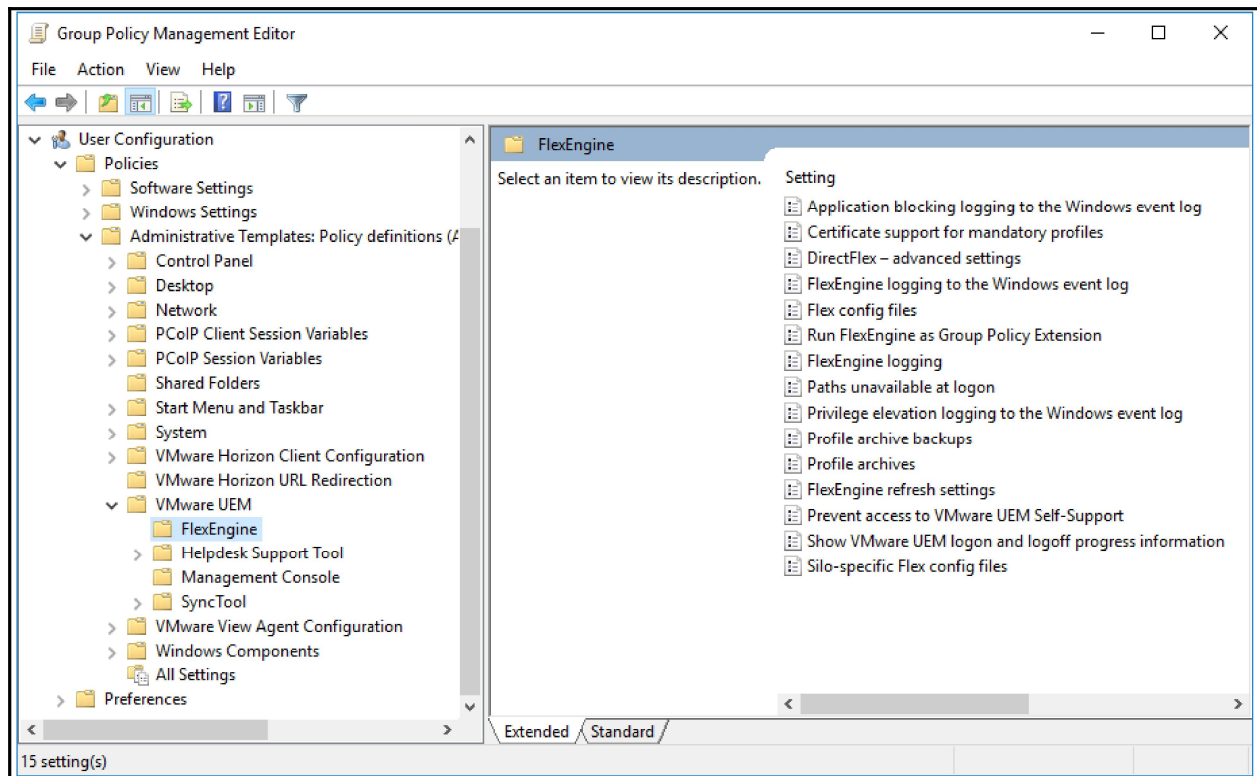 Group Policy Management Editor
File Action View Help
User Configuration
Policies
Software Settings
Windows Settings
Administrative Templates: Policy definitions (A
Control Panel
Desktop
Network
PCoIP Client Session Variables
PCoIP Session Variables
Shared Folders
Start Menu and Taskbar
System
VMware Horizon Client Configuration
VMware Horizon URL Redirection
VMware UEM
FlexEngine
Helpdesk Support Tool
Management Console
SyncTool
VMware View Agent Configuration
Windows Components
All Settings
Preferences
FlexEngine
Select an item to view its description.
Setting
Application blocking logging to the Windows event log
Certificate support for mandatory profiles
DirectFlex – advanced settings
FlexEngine logging to the Windows event log
Flex config files
Run FlexEngine as Group Policy Extension
FlexEngine logging
Paths unavailable at logon
Privilege elevation logging to the Windows event log
Profile archive backups
Profile archives
FlexEngine refresh settings
Prevent access to VMware UEM Self-Support
Show VMware UEM logon and logoff progress information
Silo-specific Flex config files
Extended Standard
15 setting(s)